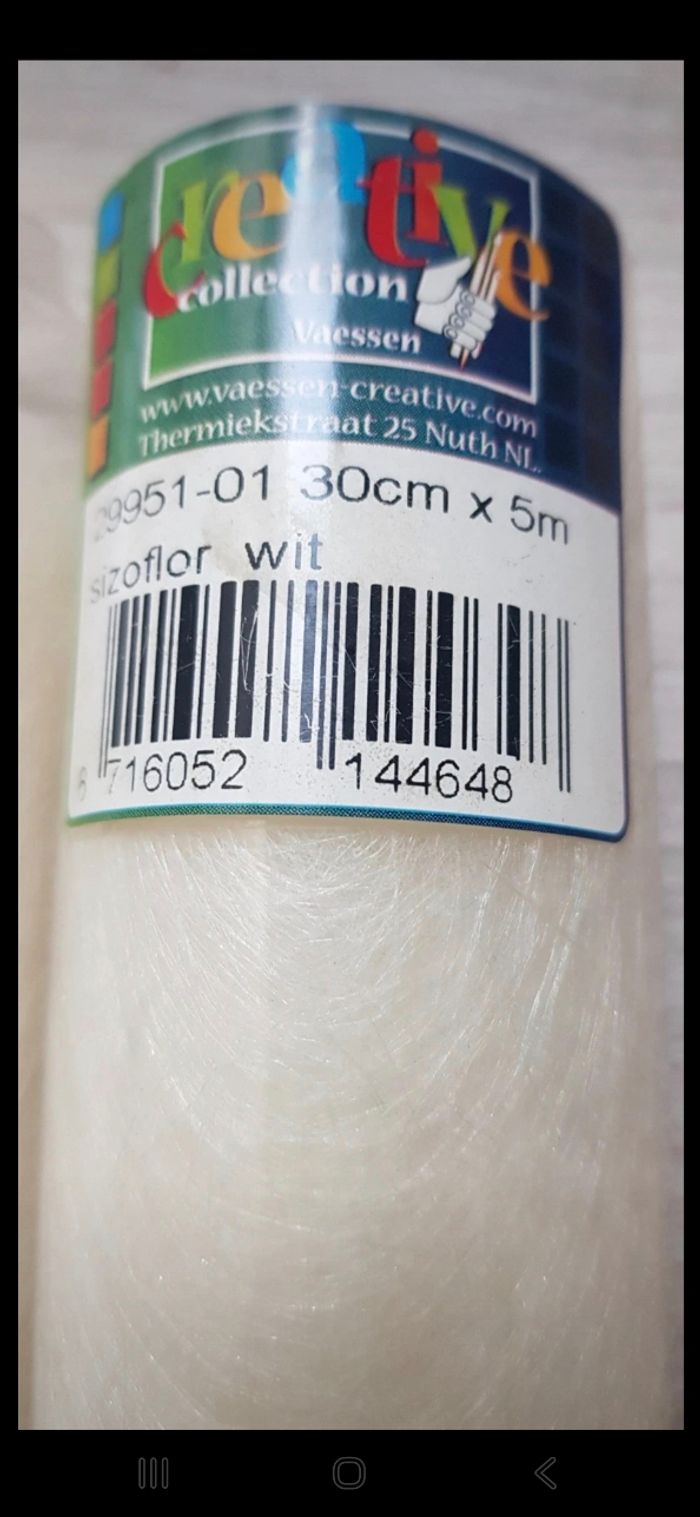 creative
collection
Vaessen
www.vaessen-creative.com
Thermiekstraat 25 Nuth NL.
29951-01 30cm x 5m
sizoflor wit
6 716052 144648